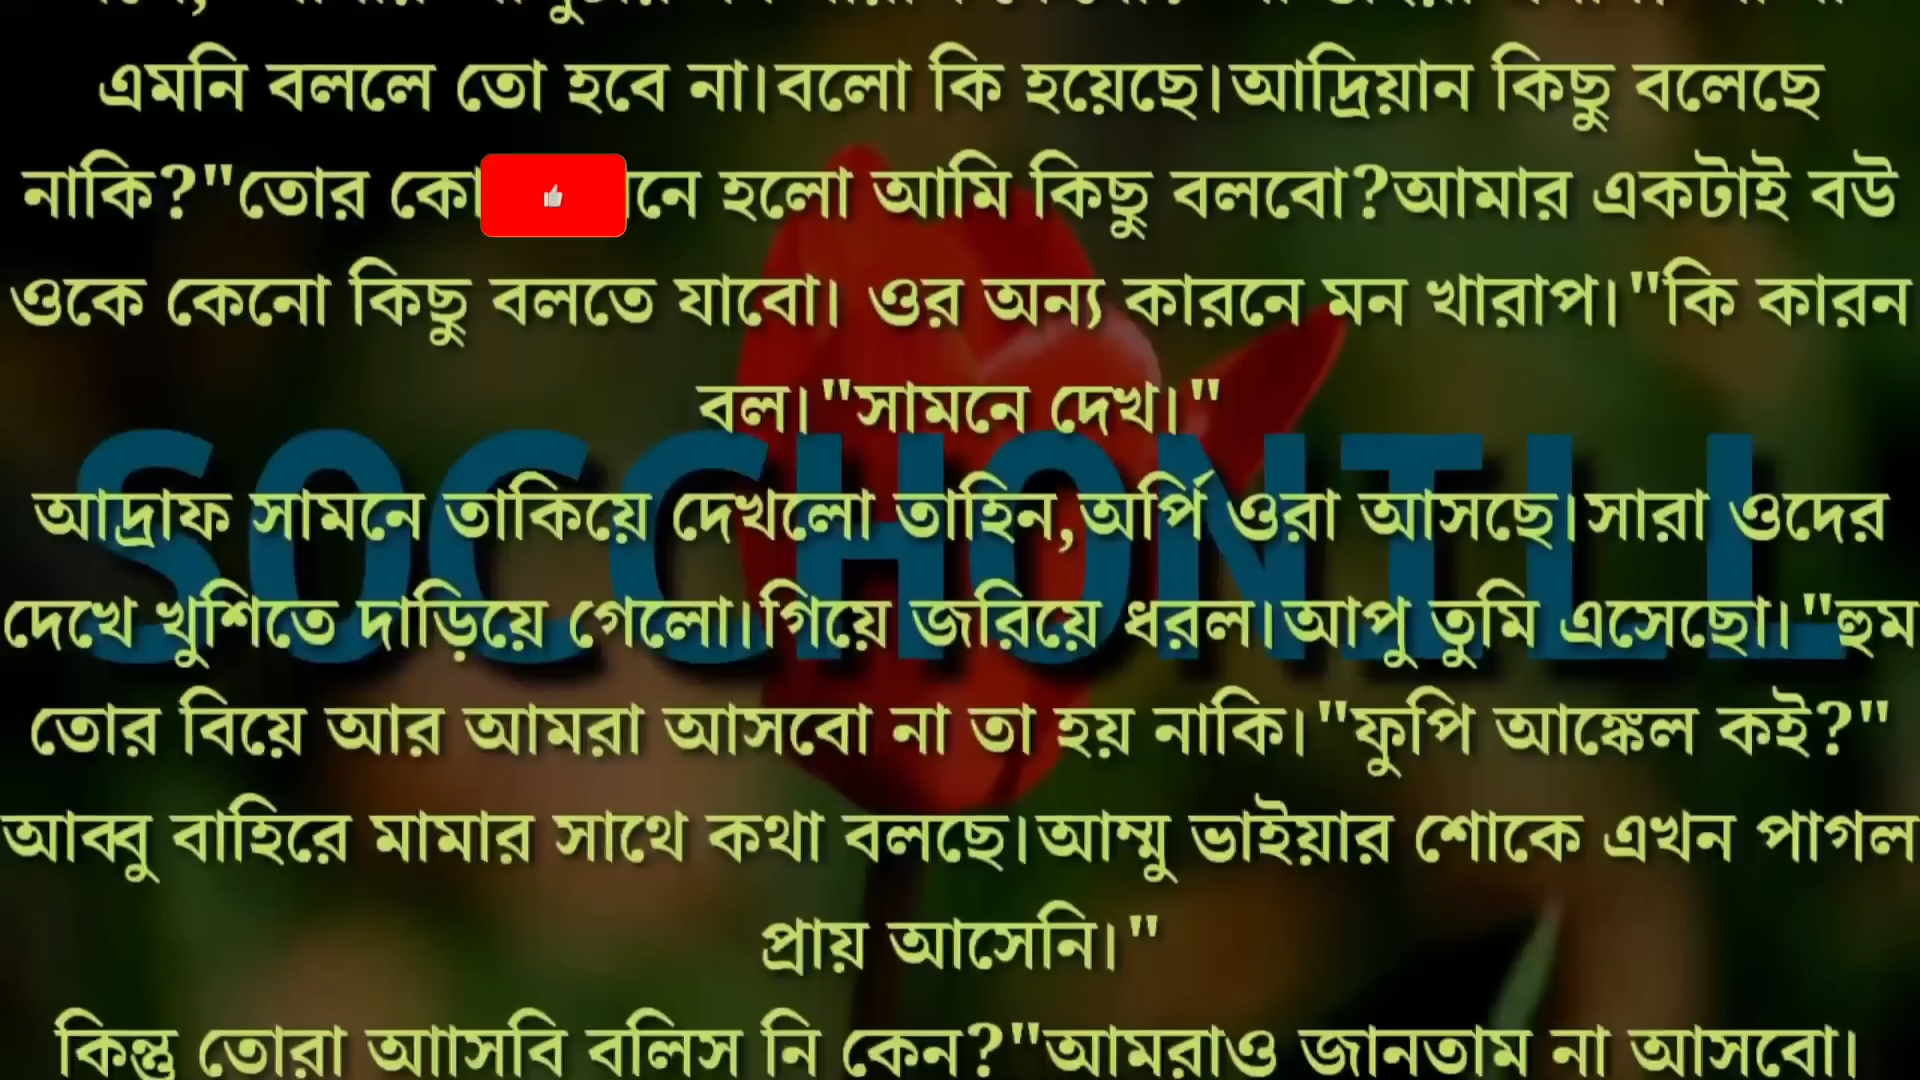 এমনি বললে তো হবে না।বলো কি হয়েছে।আদ্রিয়ান কিছু বলেছে
নাকি?"তোর হলো আমি কিছু বলবো?আমার একটাই বউ
ওকে কেনো কিছু বলতে যাবো। ওর অন্য কারনে মন খারাপ।"কি কারন
বল।"সামনে দেখ।"
SOCCHONILL
আদ্রাফ সামনে তাকিয়ে দেখলো তাহিন,অর্পি ওরা আসছে।সারা ওদের
দেখে খুশিতে দাড়িয়ে গেলো।গিয়ে জরিয়ে ধরল।আপু তুমি এসেছো।"হুম
তোর বিয়ে আর আমরা আসবো না তা হয় নাকি।"ফুপি আঙ্কেল কই?"
আব্বু বাহিরে মামার সাথে কথা বলছে।আম্মু ভাইয়ার শোকে এখন পাগল
প্রায় আসেনি।"
কিন্তু তোরা আাসবি বলিস নি কেন?"আমরাও জানতাম না আসবো।